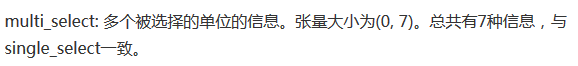 multi_select: 多个被选择的单位的信息。张量大小为(0, 7)。总共有7种信息，与
single_select一致。